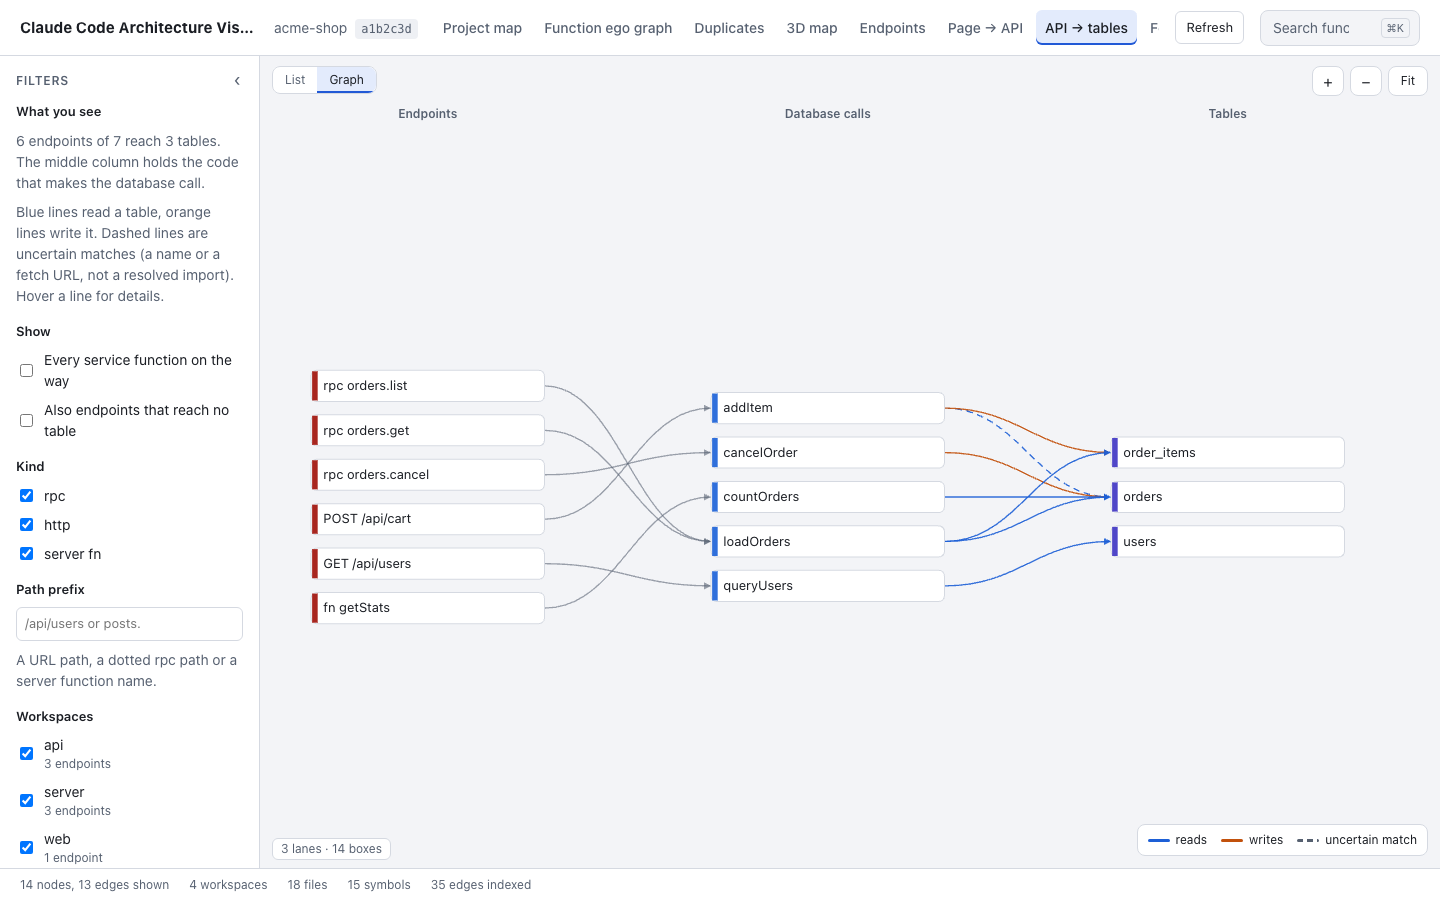 Claude Code Architecture Vis...
acme-shop a1b2c3d
Project map
Function ego graph
Duplicates
3D map
Endpoints
Page → API
API → tables
F
Refresh
Search func ⌘K
FILTERS
What you see
6 endpoints of 7 reach 3 tables.
The middle column holds the code
that makes the database call.
Blue lines read a table, orange
lines write it. Dashed lines are
uncertain matches (a name or a
fetch URL, not a resolved import).
Hover a line for details.
Show
Every service function on the
way
Also endpoints that reach no
table
Kind
rpc
http
server fn
Path prefix
/api/users or posts.
A URL path, a dotted rpc path or a
server function name.
Workspaces
api
3 endpoints
server
3 endpoints
web
1 endpoint
List Graph
+ − Fit
Endpoints
Database calls
Tables
rpc orders.list
rpc orders.get
rpc orders.cancel
POST /api/cart
GET /api/users
fn getStats
addItem
cancelOrder
countOrders
loadOrders
queryUsers
order_items
orders
users
3 lanes · 14 boxes
reads writes uncertain match
14 nodes, 13 edges shown 4 workspaces 18 files 15 symbols 35 edges indexed